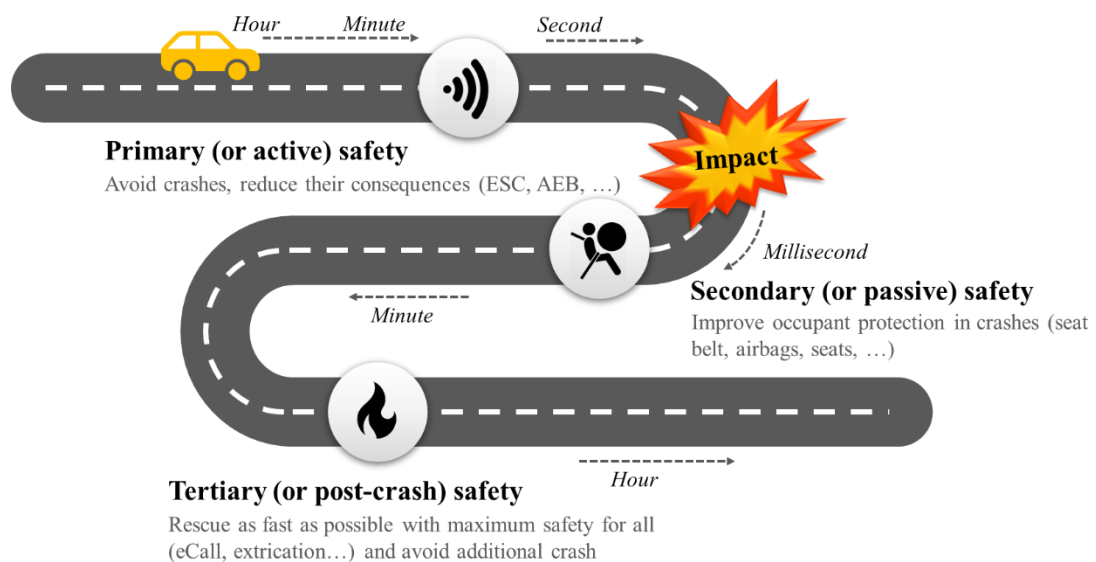 Hour
Minute
Second
Primary (or active) safety
Avoid crashes, reduce their consequences (ESC, AEB, …)
Impact
Millisecond
Secondary (or passive) safety
Improve occupant protection in crashes (seat
belt, airbags, seats, …)
Minute
Hour
Tertiary (or post-crash) safety
Rescue as fast as possible with maximum safety for all
(eCall, extrication…) and avoid additional crash